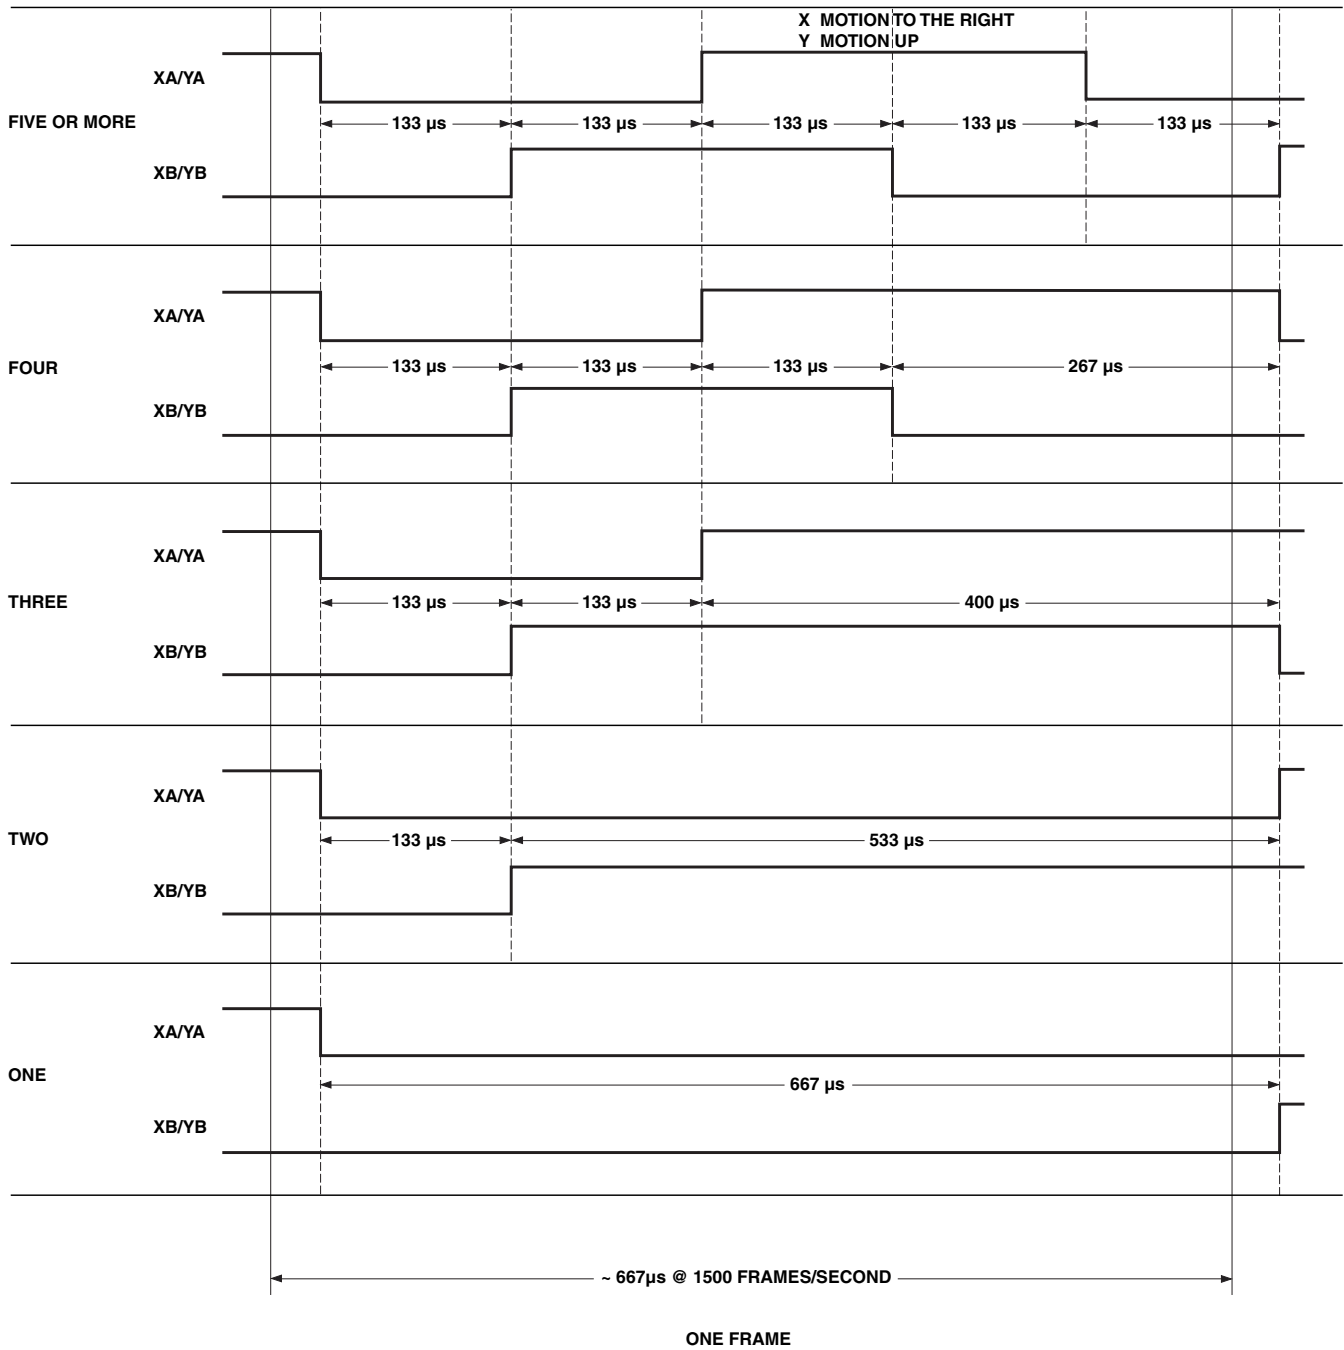 X MOTION TO THE RIGHT
Y MOTION UP
XA/YA
FIVE OR MORE
133 µs
133 µs
133 µs
133 µs
133 µs
XB/YB
XA/YA
FOUR
133 µs
133 µs
133 µs
267 µs
XB/YB
XA/YA
THREE
133 µs
133 µs
400 µs
XB/YB
XA/YA
TWO
133 µs
533 µs
XB/YB
XA/YA
ONE
667 µs
XB/YB
~ 667µs @ 1500 FRAMES/SECOND
ONE FRAME